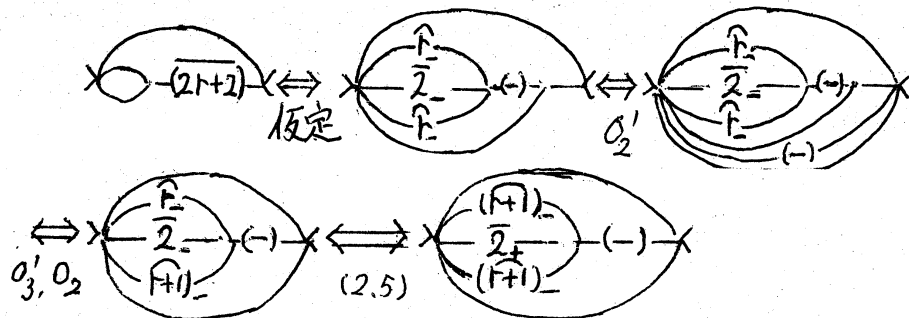 (2r+2)
r̂_
2̄_ (-)
r̂_
r̂_
2̄_ (-)
r̂_
(-)
仮定
O₂′
r̂_
2̄_ (-)
(r+1)_
O₃′, O₂
(r+1)_
2̄₊ (-)
(r+1)_
(2.5)